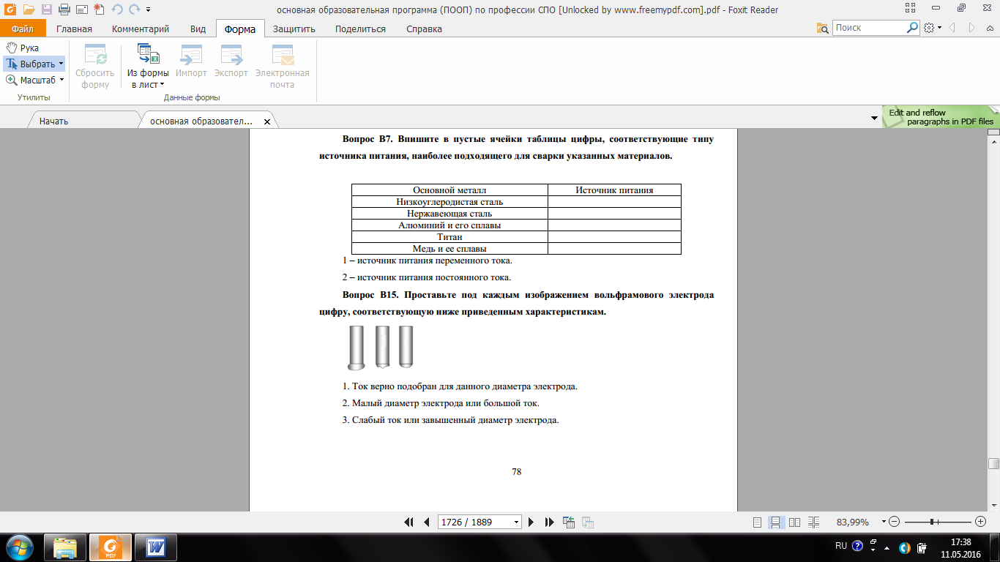 основная образовательная программа (ПООП) по профессии СПО [Unlocked by www.freemypdf.com].pdf - Foxit Reader
Файл Главная Комментарий Вид Форма Защитить Поделиться Справка Поиск
Рука
Выбрать
Масштаб
Утилиты
Сбросить форму
Из формы в лист
Импорт
Экспорт
Электронная почта
Данные формы
Начать основная образовател...
Edit and reflow
paragraphs in PDF files
Вопрос В7. Впишите в пустые ячейки таблицы цифры, соответствующие типу
источника питания, наиболее подходящего для сварки указанных материалов.
Основной металл Источник питания
Низкоуглеродистая сталь
Нержавеющая сталь
Алюминий и его сплавы
Титан
Медь и ее сплавы
1 – источник питания переменного тока.
2 – источник питания постоянного тока.
Вопрос В15. Проставьте под каждым изображением вольфрамового электрода
цифру, соответствующую ниже приведенным характеристикам.
1. Ток верно подобран для данного диаметра электрода.
2. Малый диаметр электрода или большой ток.
3. Слабый ток или завышенный диаметр электрода.
78
1726 / 1889
83,99%
PDF
RU
17:38
11.05.2016